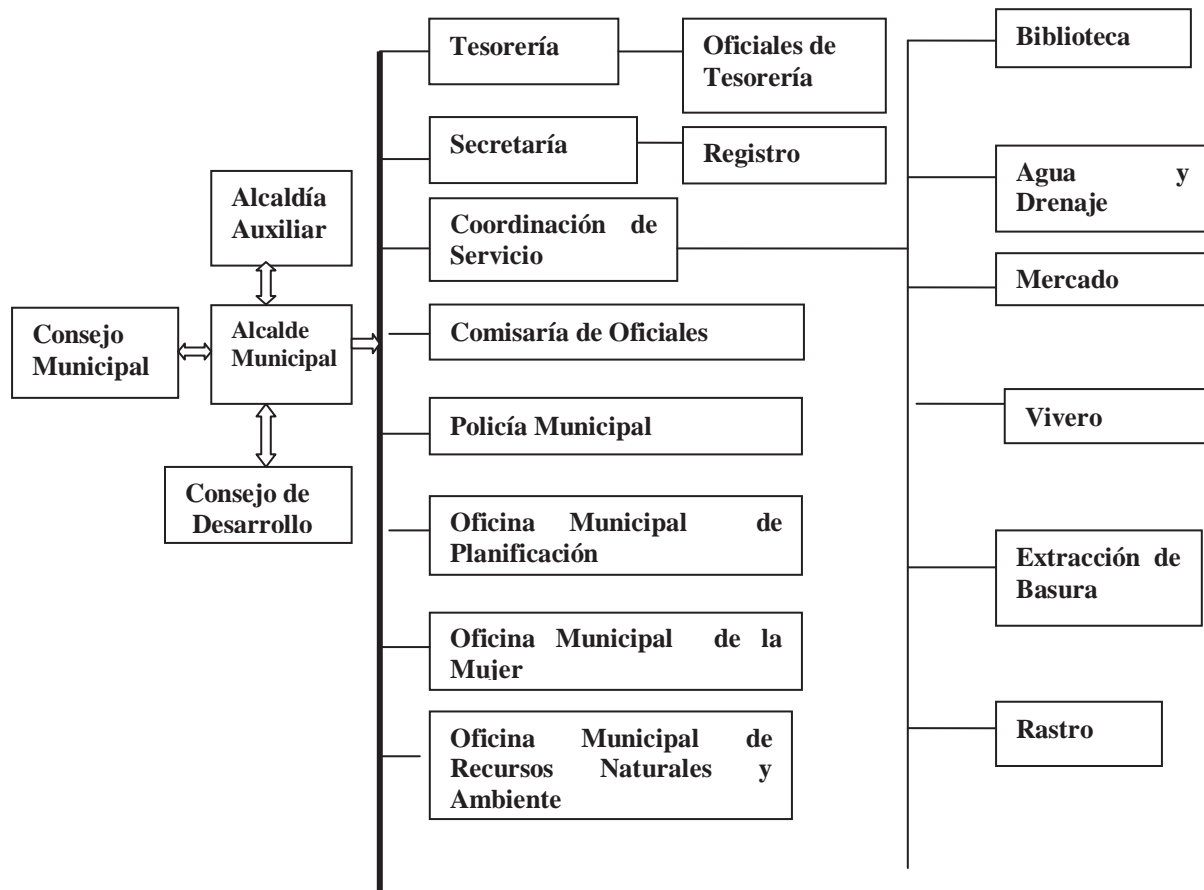 Tesorería
Oficiales de
Tesorería
Biblioteca
Secretaría
Registro
Agua y
Drenaje
Alcaldía
Auxiliar
Coordinación de
Servicio
Mercado
Consejo
Municipal
Alcalde
Municipal
Comisaría de Oficiales
Policía Municipal
Vivero
Consejo de
Desarrollo
Oficina Municipal de
Planificación
Extracción de
Basura
Oficina Municipal de la
Mujer
Oficina Municipal de
Recursos Naturales y
Ambiente
Rastro